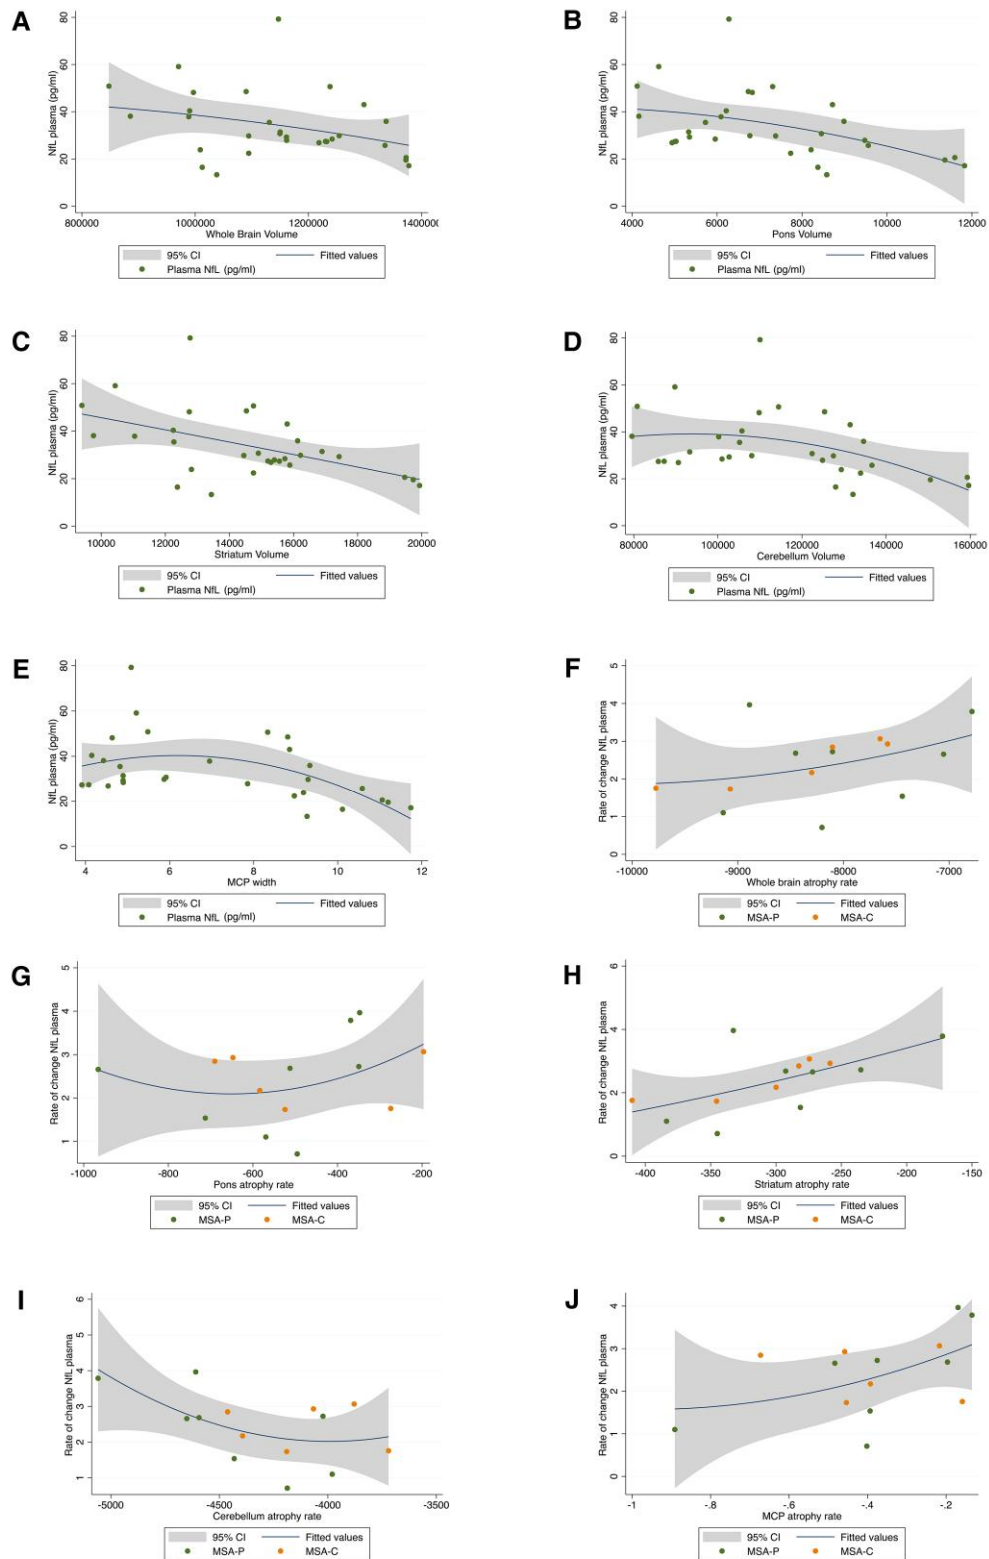 A
NfL plasma (pg/ml)
80
60
40
20
0
800000 1000000 1200000 1400000
Whole Brain Volume
95% CI Fitted values
Plasma NfL (pg/ml)
B
NfL plasma (pg/ml)
80
60
40
20
0
4000 6000 8000 10000 12000
Pons Volume
95% CI Fitted values
Plasma NfL (pg/ml)
C
NfL plasma (pg/ml)
80
60
40
20
0
10000 12000 14000 16000 18000 20000
Striatum Volume
95% CI Fitted values
Plasma NfL (pg/ml)
D
NfL plasma (pg/ml)
80
60
40
20
0
80000 100000 120000 140000 160000
Cerebellum Volume
95% CI Fitted values
Plasma NfL (pg/ml)
E
NfL plasma (pg/ml)
80
60
40
20
0
4 6 8 10 12
MCP width
95% CI Fitted values
Plasma NfL (pg/ml)
F
Rate of change NfL plasma
5
4
3
2
1
0
-10000 -9000 -8000 -7000
Whole brain atrophy rate
95% CI Fitted values
MSA-P MSA-C
G
Rate of change NfL plasma
5
4
3
2
1
-1000 -800 -600 -400 -200
Pons atrophy rate
95% CI Fitted values
MSA-P MSA-C
H
Rate of change NfL plasma
6
4
2
0
-400 -350 -300 -250 -200 -150
Striatum atrophy rate
95% CI Fitted values
MSA-P MSA-C
I
Rate of change NfL plasma
6
5
4
3
2
1
-5000 -4500 -4000 -3500
Cerebellum atrophy rate
95% CI Fitted values
MSA-P MSA-C
J
Rate of change NfL plasma
4
3
2
1
0
-1 -.8 -.6 -.4 -.2
MCP atrophy rate
95% CI Fitted values
MSA-P MSA-C